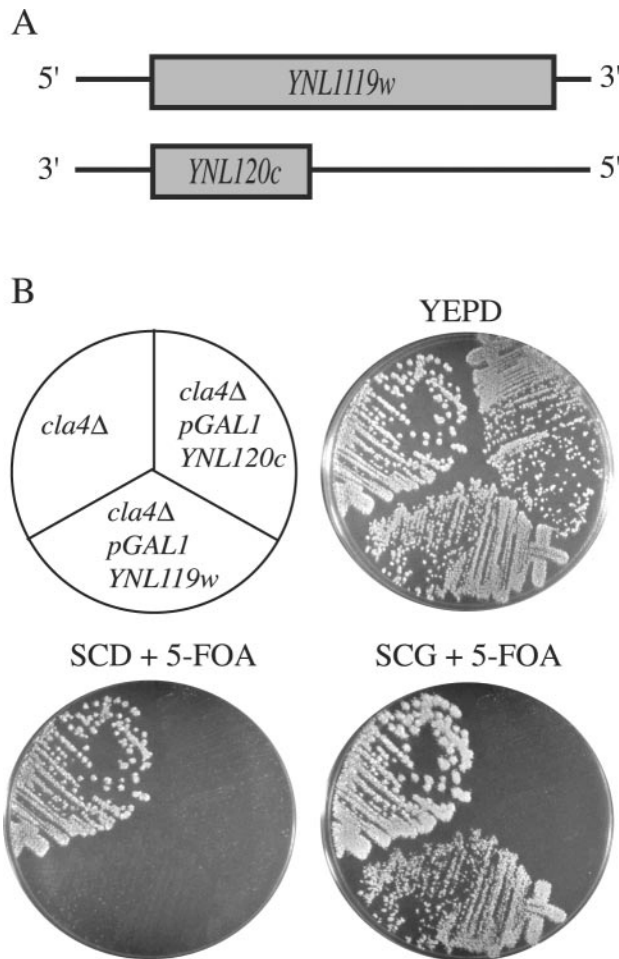 A
5' YNL1119w 3'
3' YNL120c 5'
B
YEPD
cla4Δ
cla4Δ
pGAL1
YNL120c
cla4Δ
pGAL1
YNL119w
SCD + 5-FOA SCG + 5-FOA